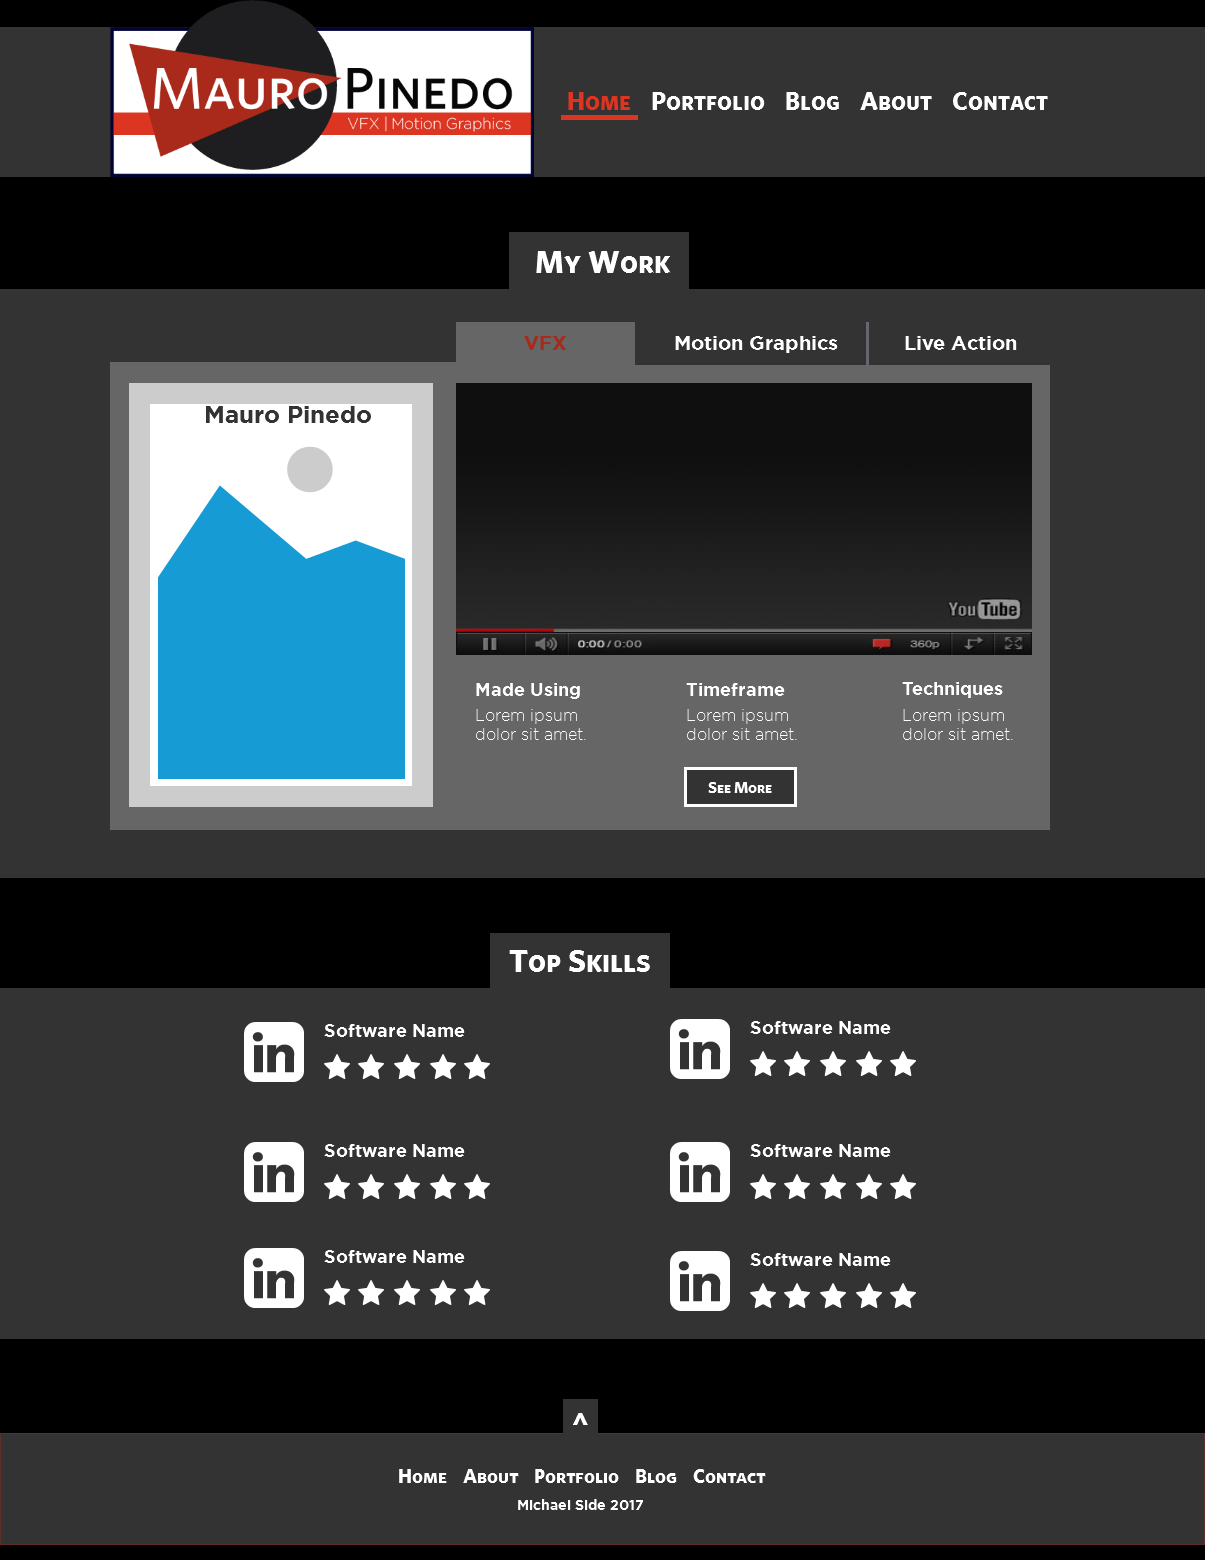 Mauro Pinedo
VFX | Motion Graphics
Home Portfolio Blog About Contact
My Work
VFX Motion Graphics Live Action
Mauro Pinedo
YouTube
0:00 / 0:00 360p
Made Using
Lorem ipsum
dolor sit amet.
Timeframe
Lorem ipsum
dolor sit amet.
Techniques
Lorem ipsum
dolor sit amet.
See More
Top Skills
in Software Name
in Software Name
in Software Name
in Software Name
in Software Name
in Software Name
^
Home About Portfolio Blog Contact
Michael Side 2017